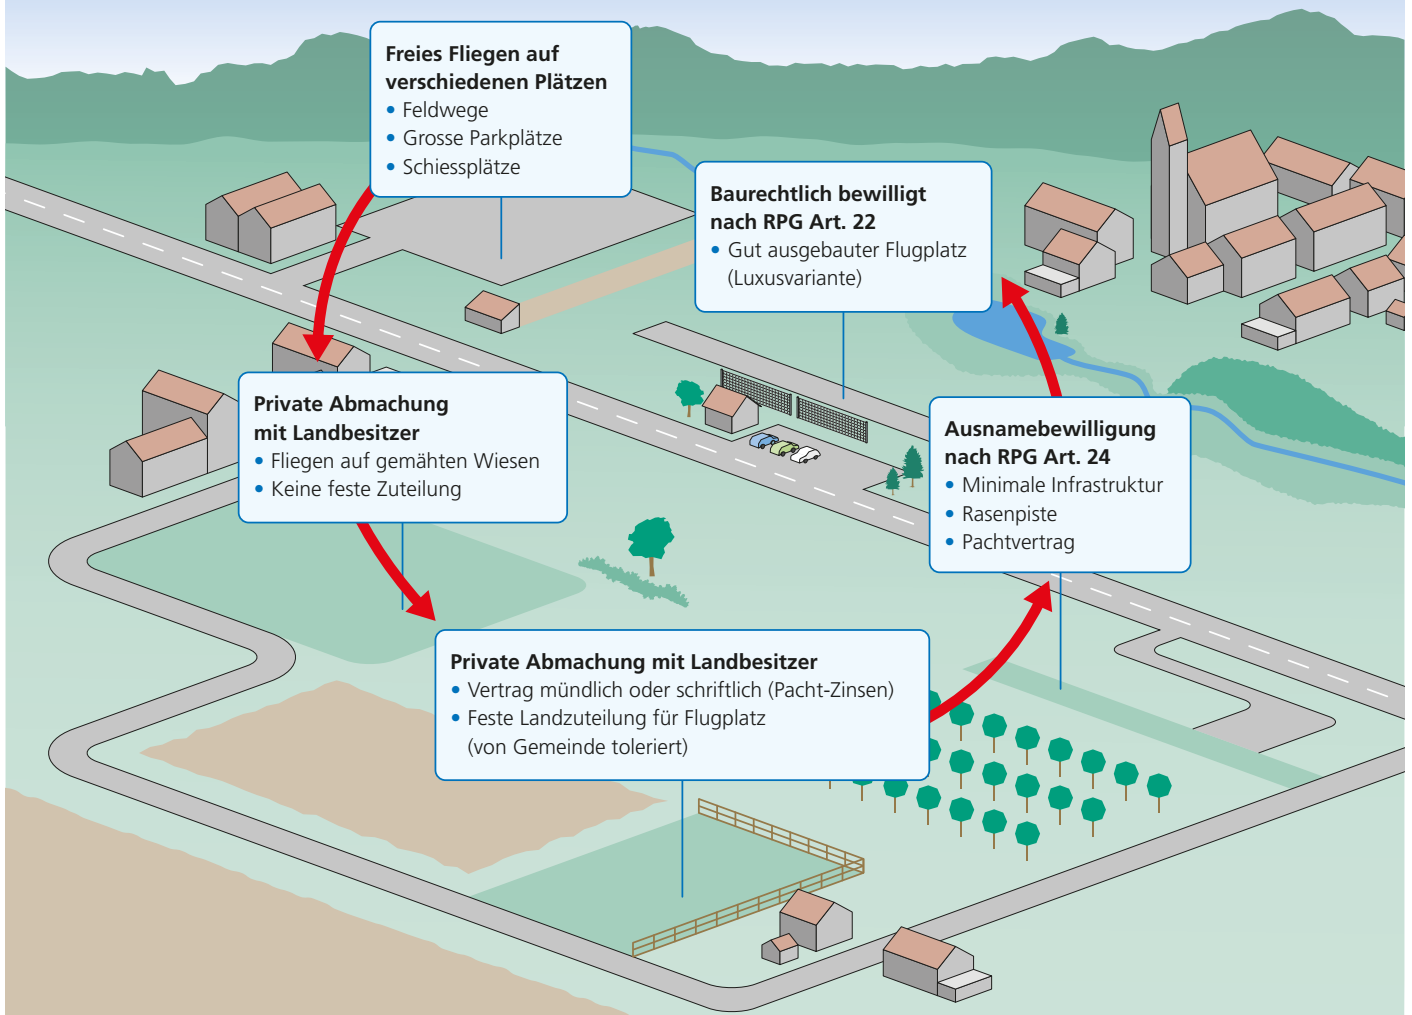 Freies Fliegen auf
verschiedenen Plätzen
• Feldwege
• Grosse Parkplätze
• Schiessplätze
Private Abmachung
mit Landbesitzer
• Fliegen auf gemähten Wiesen
• Keine feste Zuteilung
Private Abmachung mit Landbesitzer
• Vertrag mündlich oder schriftlich (Pacht-Zinsen)
• Feste Landzuteilung für Flugplatz
(von Gemeinde toleriert)
Ausnamebewilligung
nach RPG Art. 24
• Minimale Infrastruktur
• Rasenpiste
• Pachtvertrag
Baurechtlich bewilligt
nach RPG Art. 22
• Gut ausgebauter Flugplatz
(Luxusvariante)